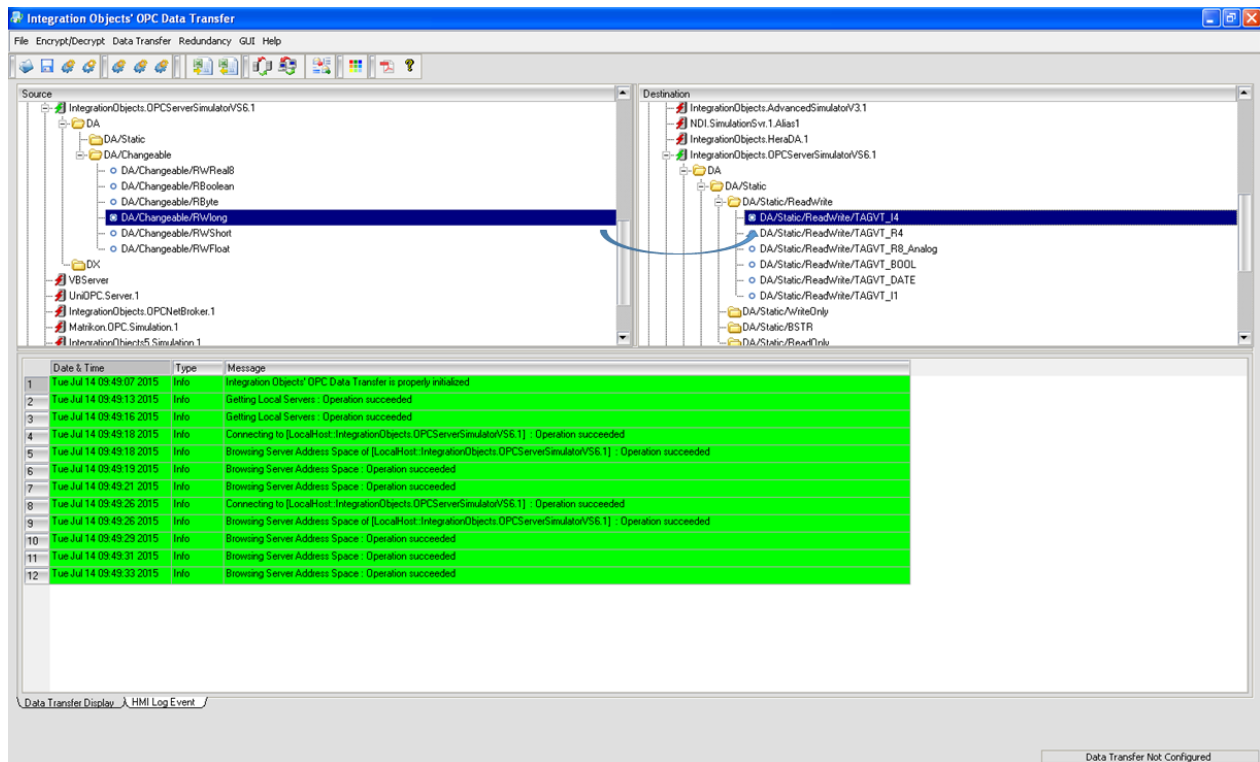 Integration Objects' OPC Data Transfer
File Encrypt/Decrypt Data Transfer Redundancy GUI Help
Source
IntegrationObjects.OPCServerSimulatorVS6.1
DA
DA/Static
DA/Changeable
DA/Changeable/RWReal8
DA/Changeable/RBoolean
DA/Changeable/RByte
DA/Changeable/RWlong
DA/Changeable/RWShort
DA/Changeable/RWFloat
DX
VBServer
UniOPC.Server.1
IntegrationObjects.OPCNetBroker.1
Matrikon.OPC.Simulation.1
IntegrationObjects5.Simulation.1
Destination
IntegrationObjects.AdvancedSimulatorV3.1
NDI.SimulationSvr.1.Alias1
IntegrationObjects.HeraDA.1
IntegrationObjects.OPCServerSimulatorVS6.1
DA
DA/Static
DA/Static/ReadWrite
DA/Static/ReadWrite/TAGVT_I4
DA/Static/ReadWrite/TAGVT_R4
DA/Static/ReadWrite/TAGVT_R8_Analog
DA/Static/ReadWrite/TAGVT_BOOL
DA/Static/ReadWrite/TAGVT_DATE
DA/Static/ReadWrite/TAGVT_I1
DA/Static/WriteOnly
DA/Static/BSTR
DA/Static/ReadOnly
Date & Time Type Message
1 Tue Jul 14 09:49:07 2015 Info Integration Objects' OPC Data Transfer is properly initialized
2 Tue Jul 14 09:49:13 2015 Info Getting Local Servers : Operation succeeded
3 Tue Jul 14 09:49:16 2015 Info Getting Local Servers : Operation succeeded
4 Tue Jul 14 09:49:18 2015 Info Connecting to [LocalHost::IntegrationObjects.OPCServerSimulatorVS6.1] : Operation succeeded
5 Tue Jul 14 09:49:18 2015 Info Browsing Server Address Space of [LocalHost::IntegrationObjects.OPCServerSimulatorVS6.1] : Operation succeeded
6 Tue Jul 14 09:49:19 2015 Info Browsing Server Address Space : Operation succeeded
7 Tue Jul 14 09:49:21 2015 Info Browsing Server Address Space : Operation succeeded
8 Tue Jul 14 09:49:26 2015 Info Connecting to [LocalHost::IntegrationObjects.OPCServerSimulatorVS6.1] : Operation succeeded
9 Tue Jul 14 09:49:26 2015 Info Browsing Server Address Space of [LocalHost::IntegrationObjects.OPCServerSimulatorVS6.1] : Operation succeeded
10 Tue Jul 14 09:49:29 2015 Info Browsing Server Address Space : Operation succeeded
11 Tue Jul 14 09:49:31 2015 Info Browsing Server Address Space : Operation succeeded
12 Tue Jul 14 09:49:33 2015 Info Browsing Server Address Space : Operation succeeded
Data Transfer Display HMI Log Event
Data Transfer Not Configured